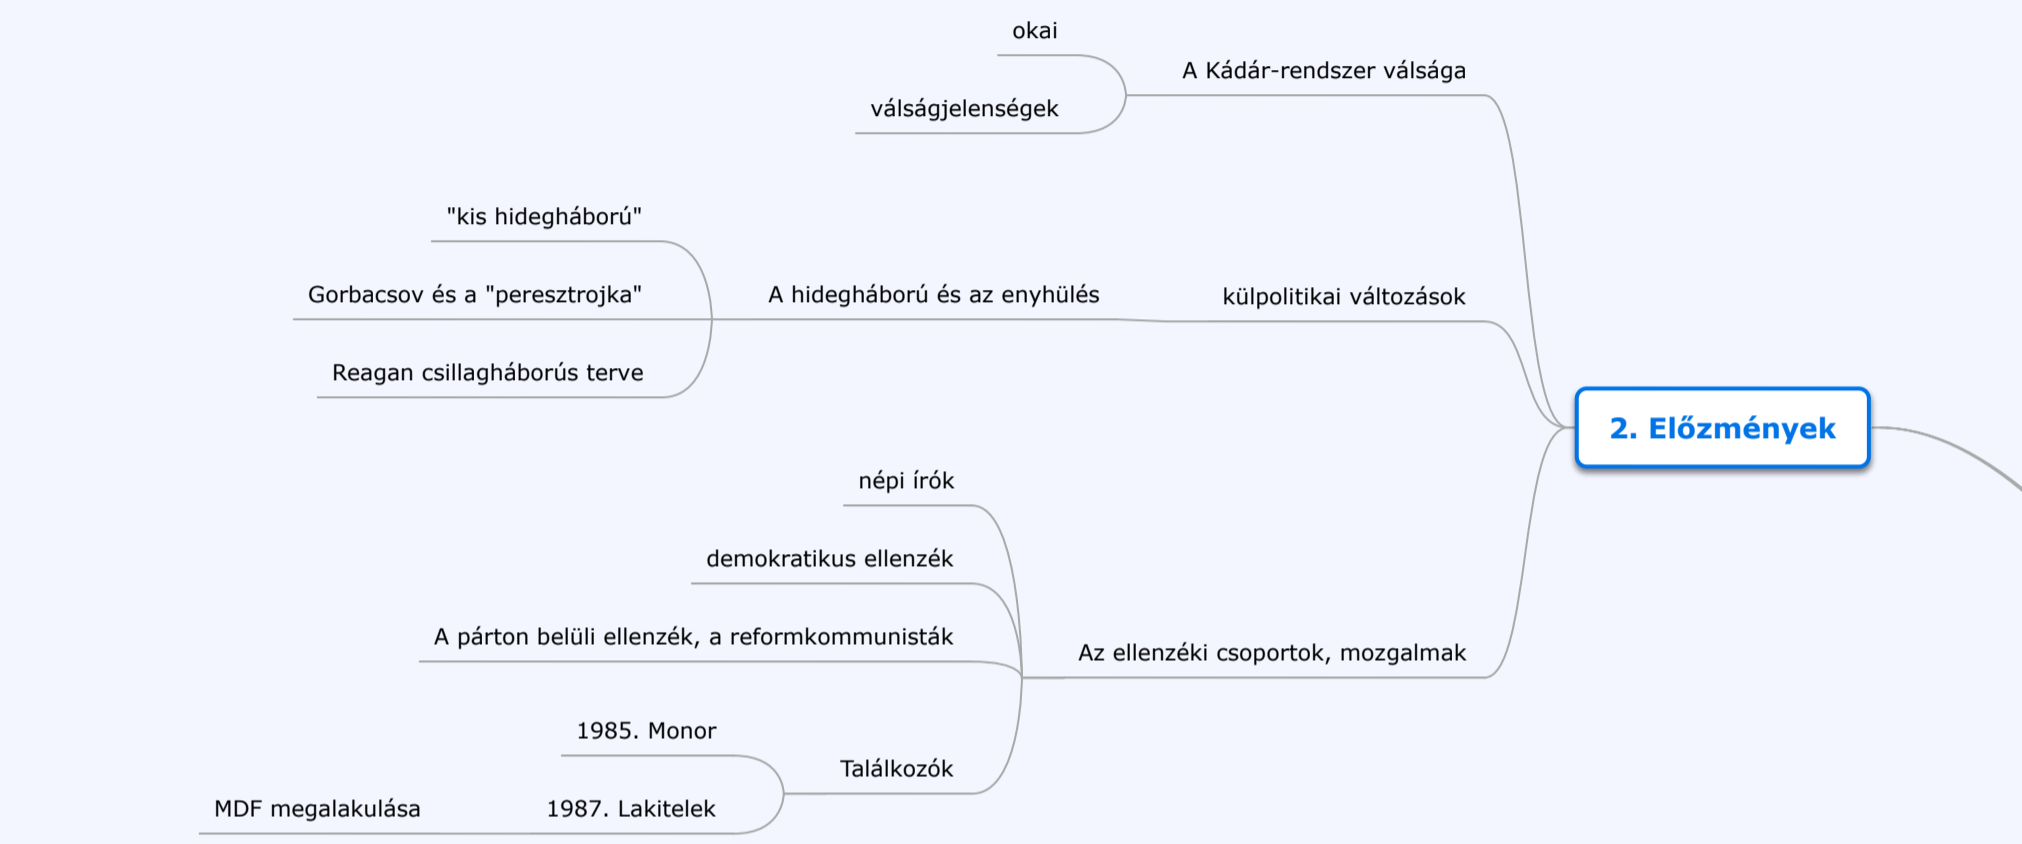 okai
A Kádár-rendszer válsága
válságjelenségek
"kis hidegháború"
Gorbacsov és a "peresztrojka"
A hidegháború és az enyhülés
külpolitikai változások
Reagan csillagháborús terve
2. Előzmények
népi írók
demokratikus ellenzék
A párton belüli ellenzék, a reformkommunisták
Az ellenzéki csoportok, mozgalmak
1985. Monor
Találkozók
MDF megalakulása
1987. Lakitelek